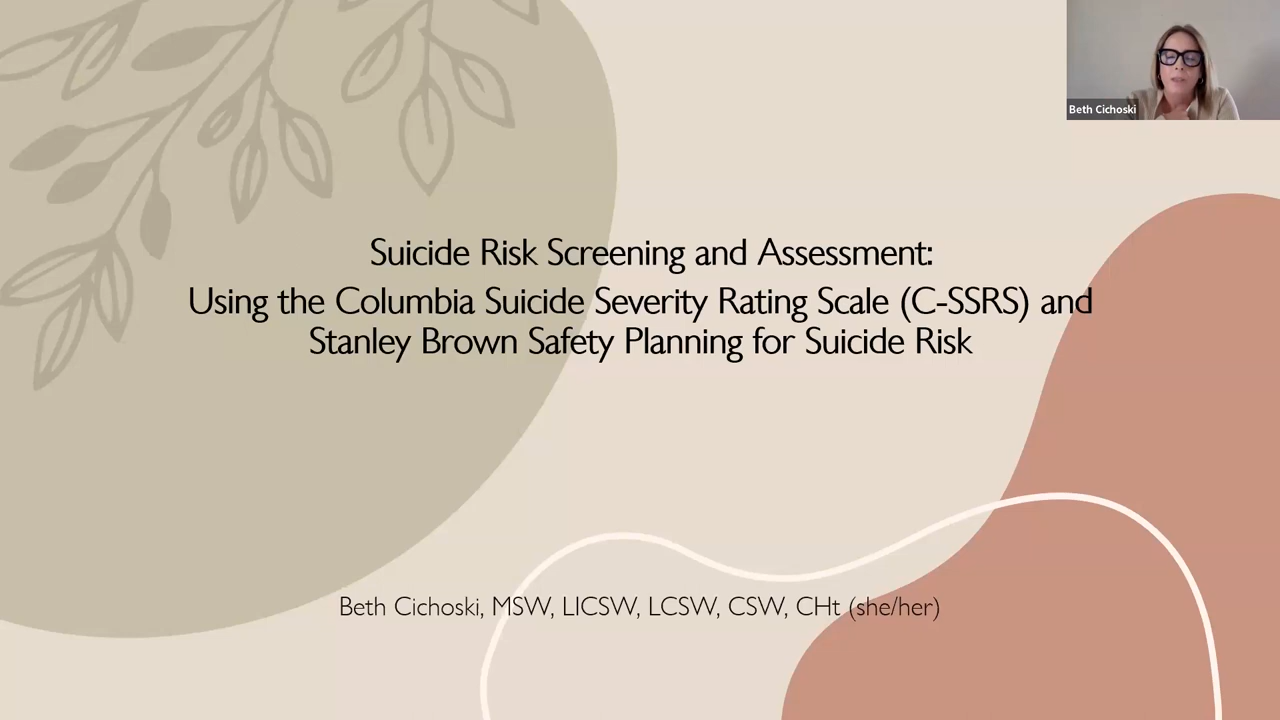 Beth Cichoski
Suicide Risk Screening and Assessment:
Using the Columbia Suicide Severity Rating Scale (C-SSRS) and
Stanley Brown Safety Planning for Suicide Risk
Beth Cichoski, MSW, LICSW, LCSW, CSW, CHt (she/her)